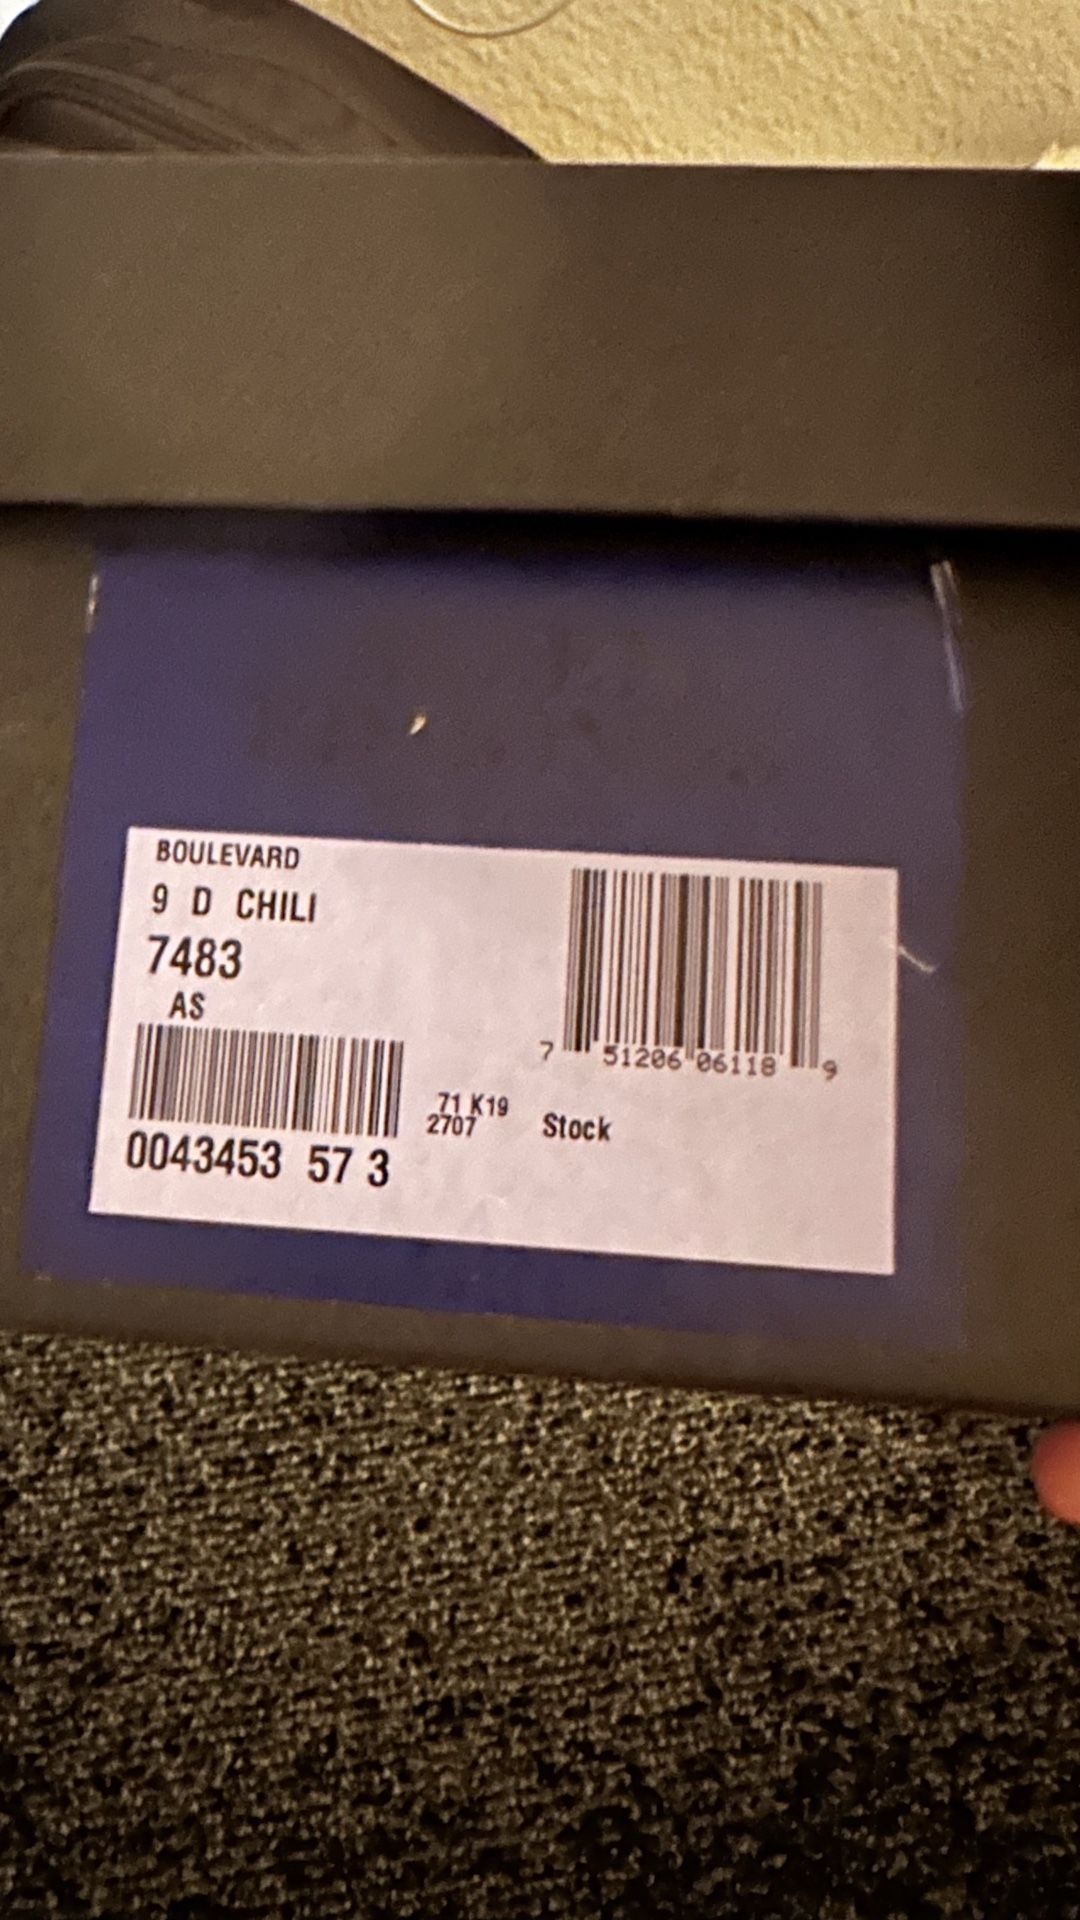 BOULEVARD
9 D CHILI
7483
AS
7 51206 06118 9
71 K19
2707
Stock
0043453 57 3